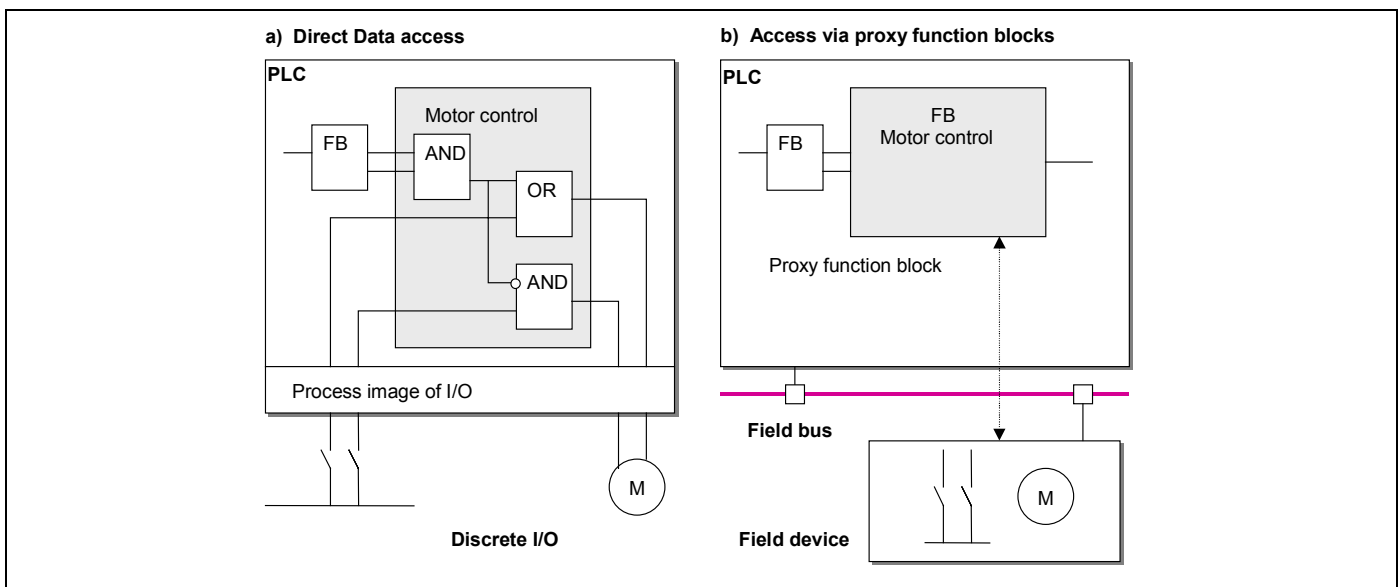 a) Direct Data access
PLC
Motor control
FB
AND
OR
AND
Process image of I/O
M
Discrete I/O
b) Access via proxy function blocks
PLC
FB
FB
Motor control
Proxy function block
Field bus
M
Field device